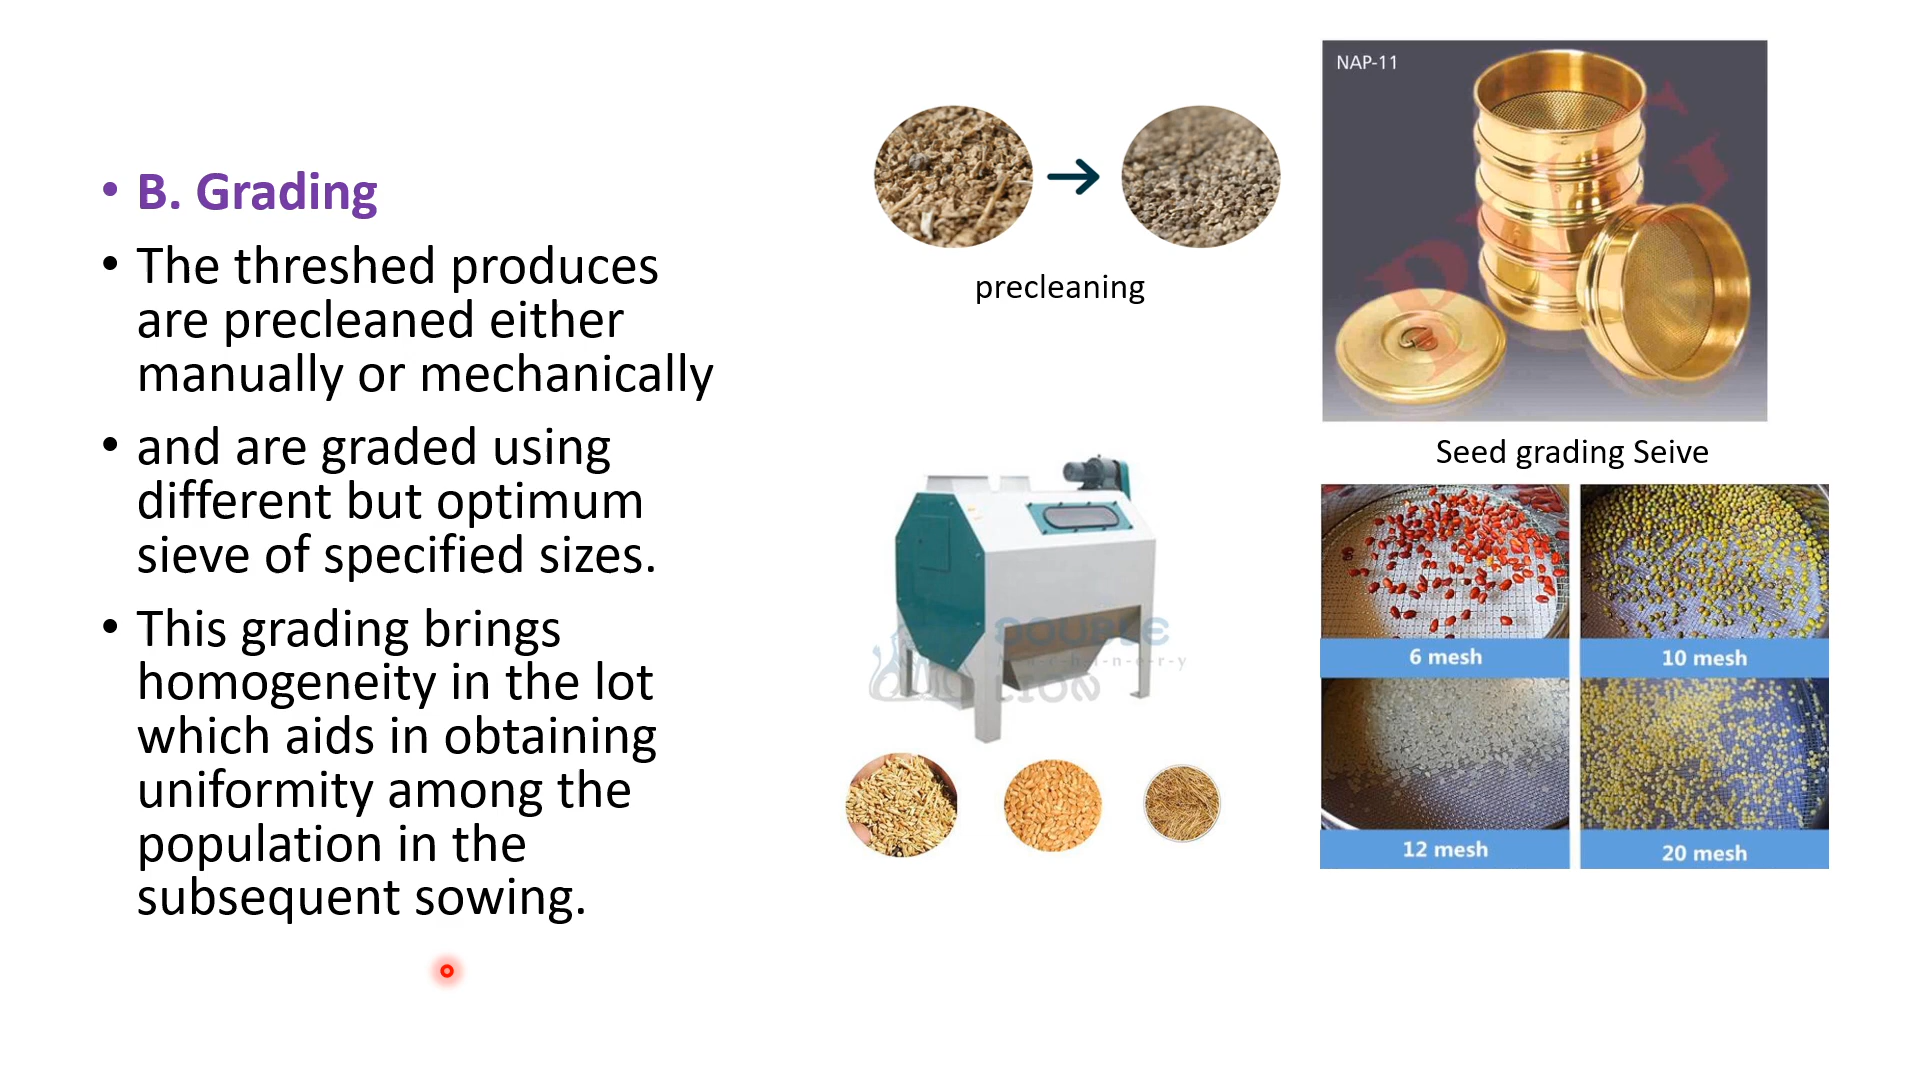 • B. Grading
• The threshed produces
are precleaned either
manually or mechanically
• and are graded using
different but optimum
sieve of specified sizes.
• This grading brings
homogeneity in the lot
which aids in obtaining
uniformity among the
population in the
subsequent sowing.
precleaning
NAP-11
Seed grading Seive
DOUBLE
M-a-c-h-i-n-e-r-y
LION
6 mesh
10 mesh
12 mesh
20 mesh